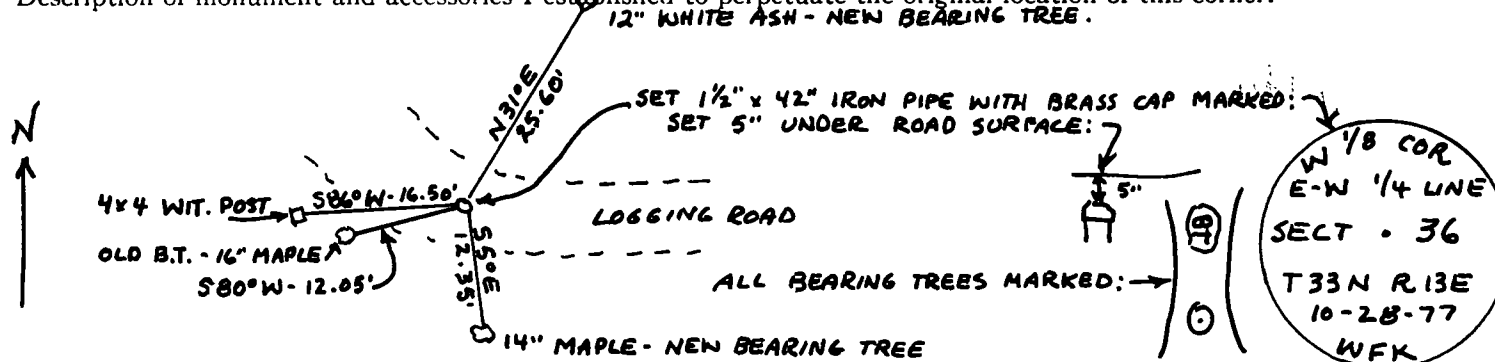 Description of monument and accessories I established to perpetuate the original location of this corner:
12" WHITE ASH - NEW BEARING TREE.
N31°E
25.60'
SET 1½" x 42" IRON PIPE WITH BRASS CAP MARKED:
SET 5" UNDER ROAD SURFACE:
N
4x4 WIT. POST
S86°W - 16.50'
LOGGING ROAD
5"
OLD B.T. - 16" MAPLE
S80°W - 12.05'
S5°E
12.35'
ALL BEARING TREES MARKED:
14" MAPLE - NEW BEARING TREE
W 1/8 COR
E-W 1/4 LINE
SECT. 36
T33N R13E
10-28-77
WFK